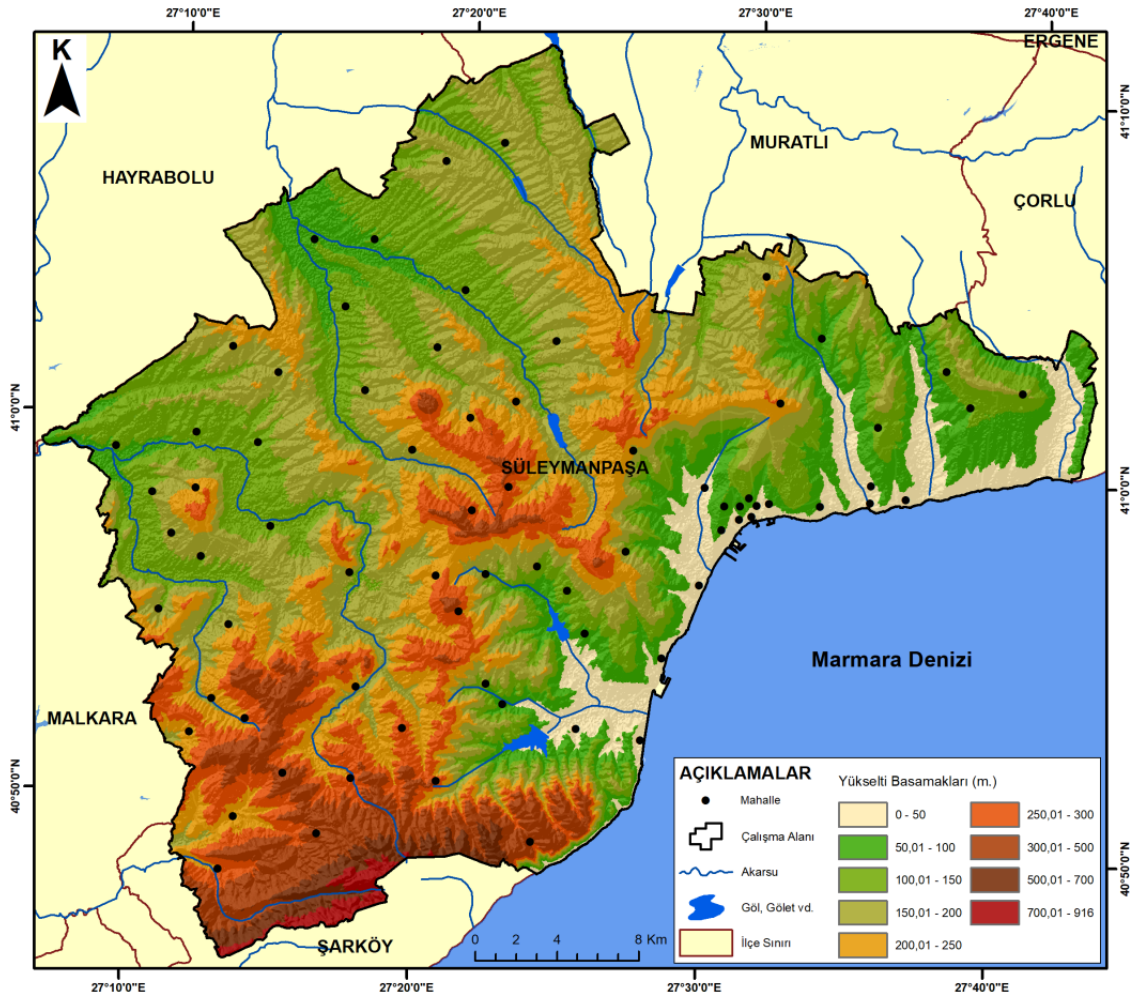 27°10'0"E
27°20'0"E
27°30'0"E
27°40'0"E
K
ERGENE
41°10'0"N
MURATLI
HAYRABOLU
ÇORLU
41°0'0"N
SÜLEYMANPAŞA
41°0'0"N
Marmara Denizi
MALKARA
40°50'0"N
AÇIKLAMALAR
Mahalle
Çalışma Alanı
Akarsu
Göl, Gölet vd.
İlçe Sınırı
Yükselti Basamakları (m.)
0 - 50
50,01 - 100
100,01 - 150
150,01 - 200
200,01 - 250
250,01 - 300
300,01 - 500
500,01 - 700
700,01 - 916
40°50'0"N
ŞARKÖY
0 2 4 8 Km
27°10'0"E
27°20'0"E
27°30'0"E
27°40'0"E